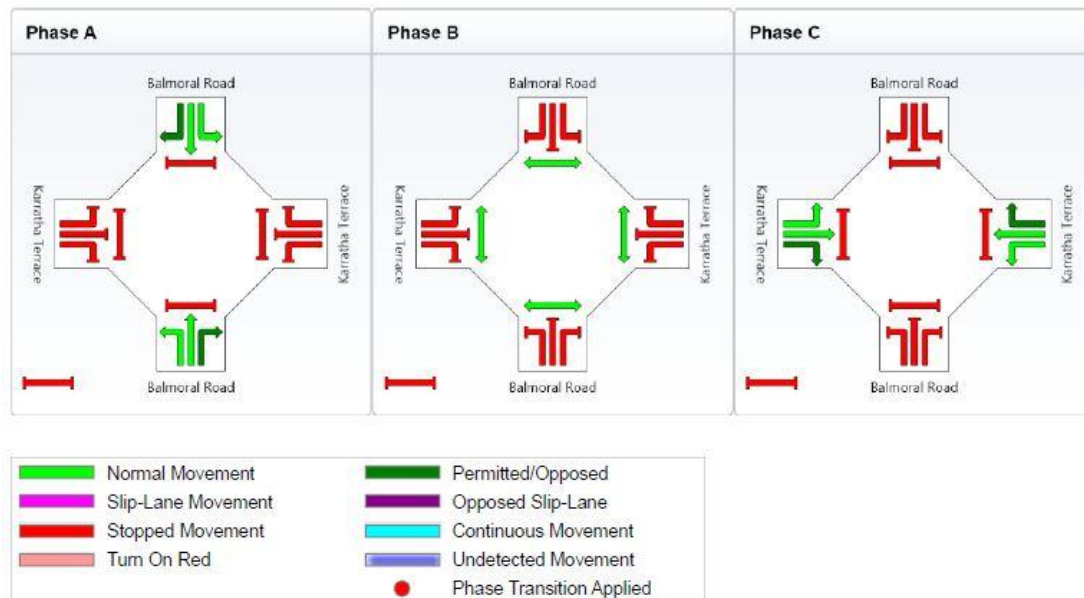 Phase A
Phase B
Phase C
Balmoral Road
Karratha Terrace
Karratha Terrace
Balmoral Road
Balmoral Road
Karratha Terrace
Karratha Terrace
Balmoral Road
Balmoral Road
Karratha Terrace
Karratha Terrace
Balmoral Road
Normal Movement
Permitted/Opposed
Slip-Lane Movement
Opposed Slip-Lane
Stopped Movement
Continuous Movement
Turn On Red
Undetected Movement
Phase Transition Applied